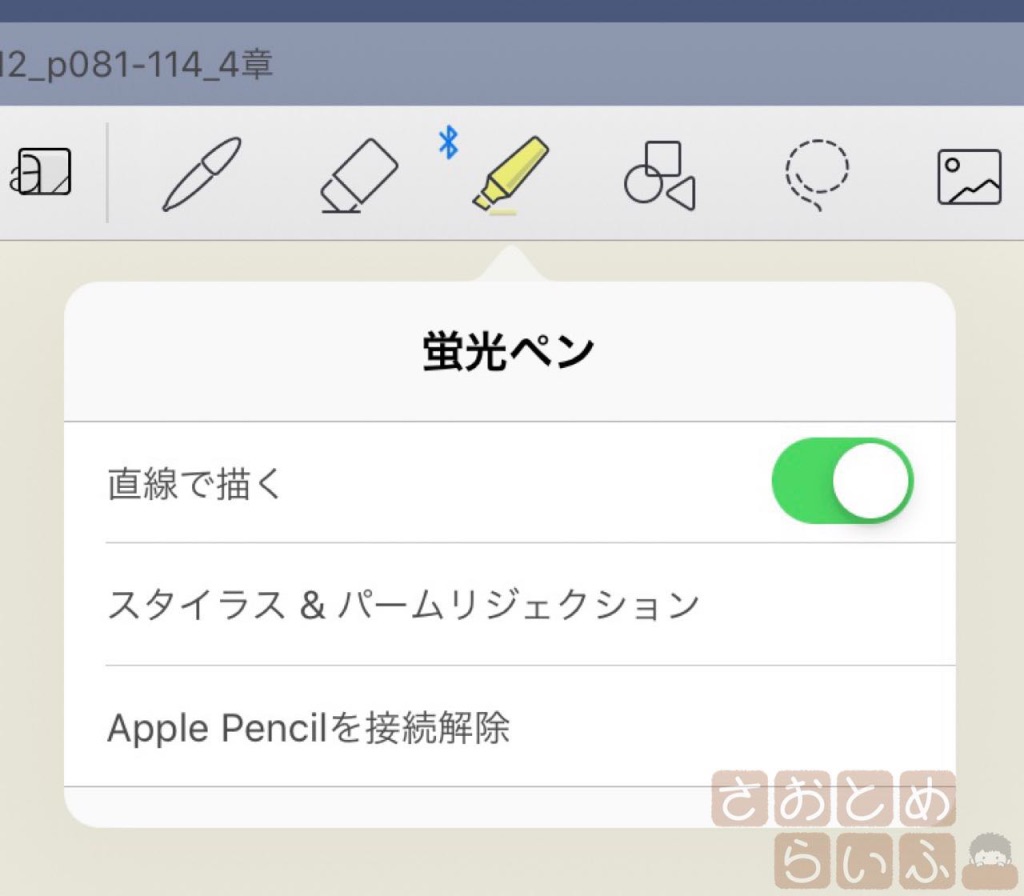 12_p081-114_4章
a
蛍光ペン
直線で描く
スタイラス & パームリジェクション
Apple Pencilを接続解除
さおとめ
らいふ